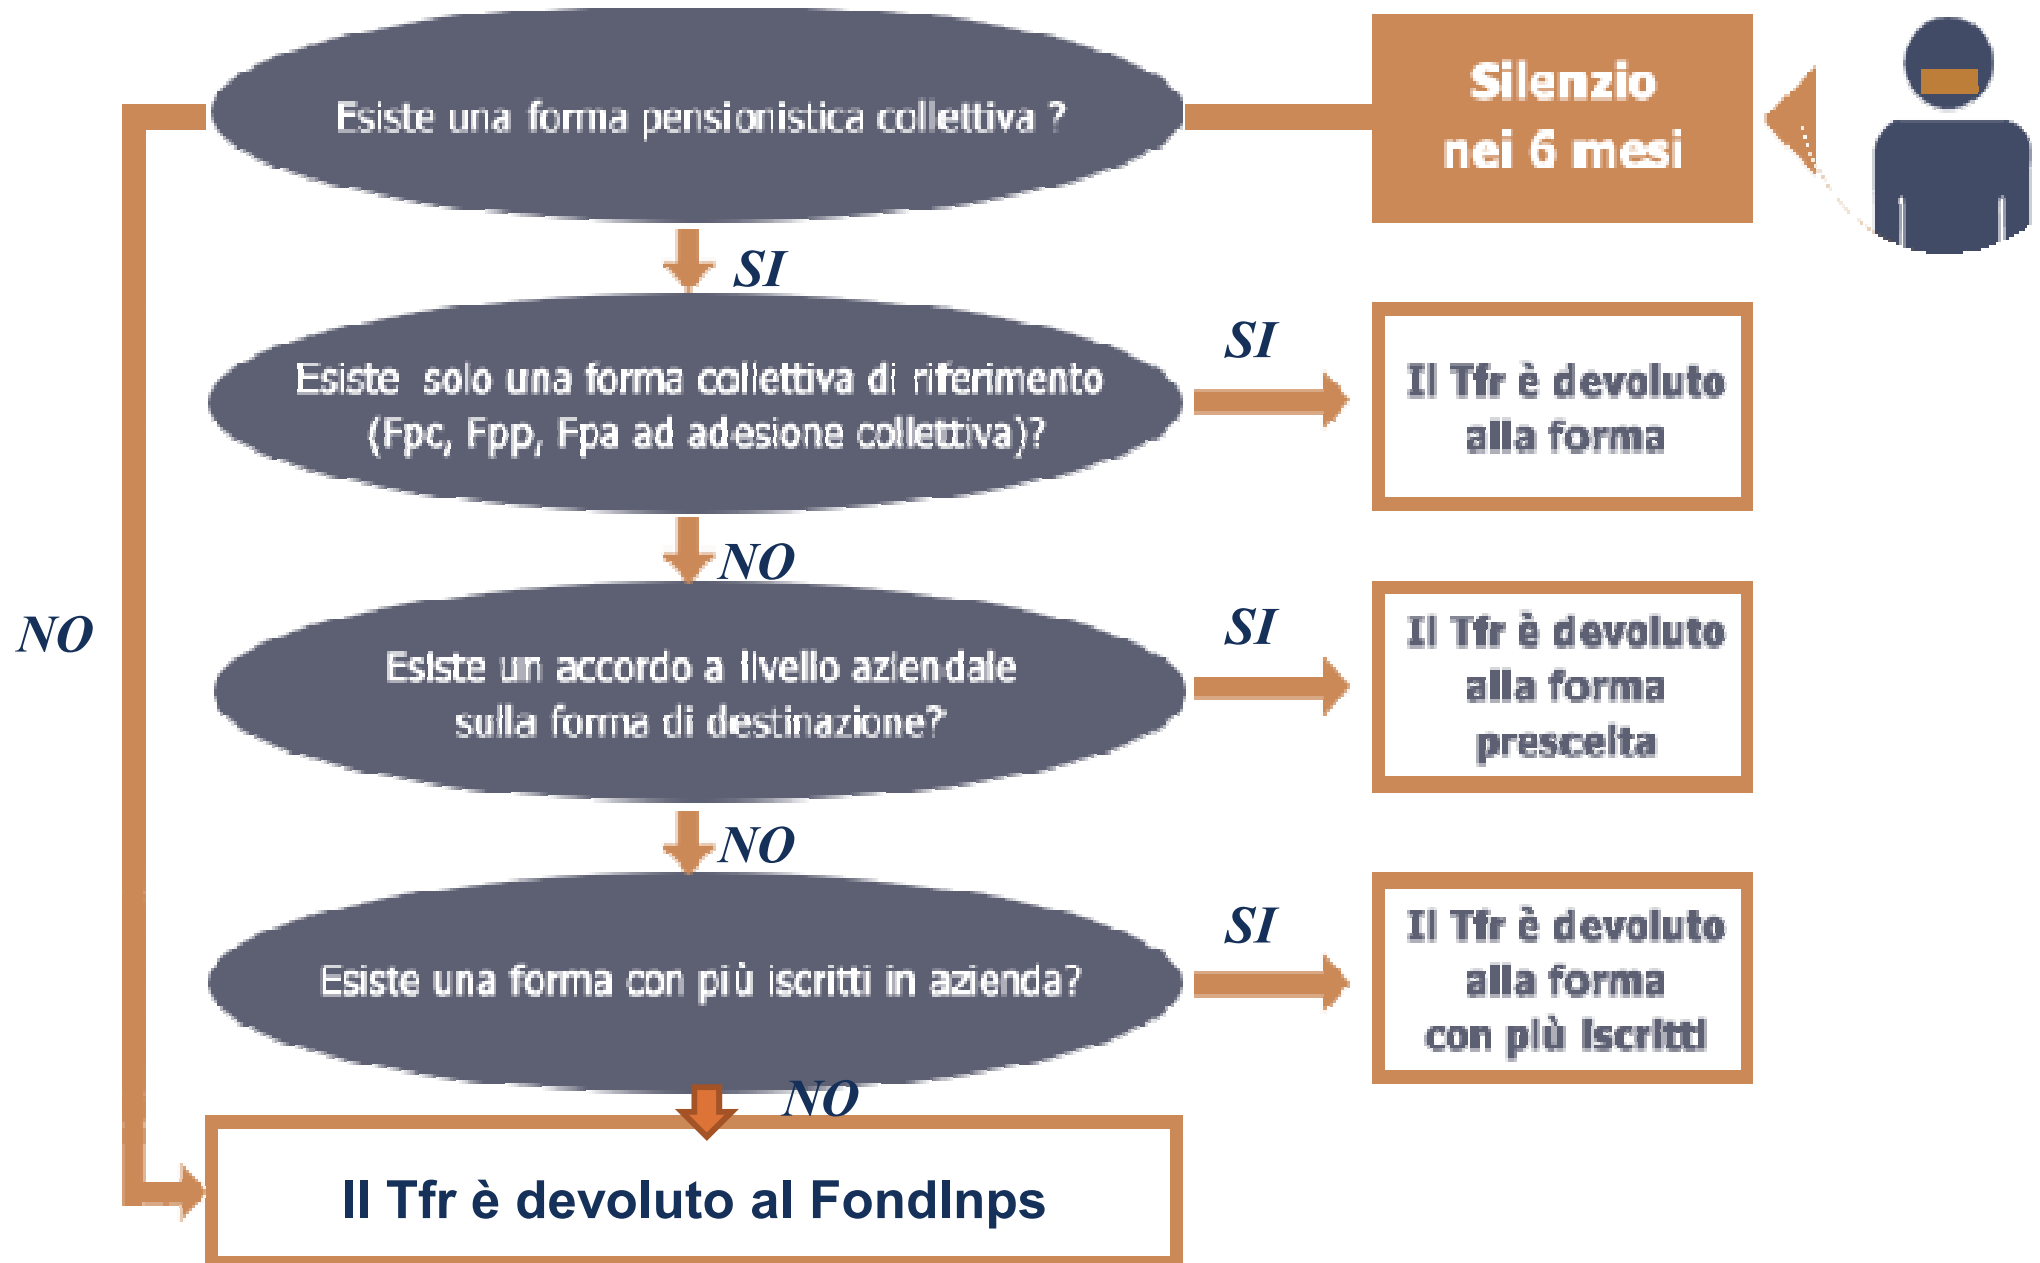 Esiste una forma pensionistica collettiva ?
Silenzio
nei 6 mesi
SI
Esiste solo una forma collettiva di riferimento
(Fpc, Fpp, Fpa ad adesione collettiva)?
SI
Il Tfr è devoluto
alla forma
NO
NO
Esiste un accordo a livello aziendale
sulla forma di destinazione?
SI
Il Tfr è devoluto
alla forma
prescelta
NO
Esiste una forma con più iscritti in azienda?
SI
Il Tfr è devoluto
alla forma
con più iscritti
NO
Il Tfr è devoluto al FondInps